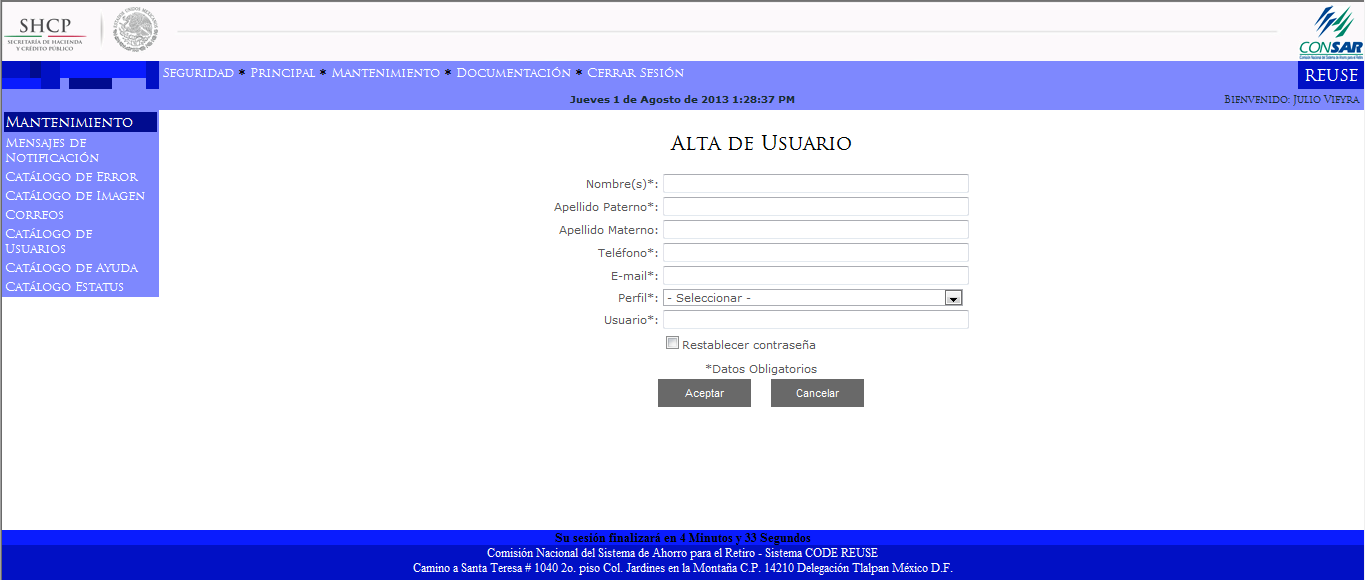 SHCP
SECRETARÍA DE HACIENDA
Y CRÉDITO PÚBLICO
ESTADOS UNIDOS MEXICANOS
CONSAR
Comisión Nacional del Sistema de Ahorro para el Retiro
Seguridad * Principal * Mantenimiento * Documentación * Cerrar Sesión
REUSE
Jueves 1 de Agosto de 2013 1:28:37 PM
Bienvenido: Julio Vieyra
Mantenimiento
Mensajes de
Notificación
Catálogo de Error
Catálogo de Imagen
Correos
Catálogo de
Usuarios
Catálogo de Ayuda
Catálogo Estatus
Alta de Usuario
Nombre(s)*:
Apellido Paterno*:
Apellido Materno:
Teléfono*:
E-mail*:
Perfil*: - Seleccionar -
Usuario*:
Restablecer contraseña
*Datos Obligatorios
Aceptar Cancelar
Su sesión finalizará en 4 Minutos y 33 Segundos
Comisión Nacional del Sistema de Ahorro para el Retiro - Sistema CODE REUSE
Camino a Santa Teresa # 1040 2o. piso Col. Jardines en la Montaña C.P. 14210 Delegación Tlalpan México D.F.